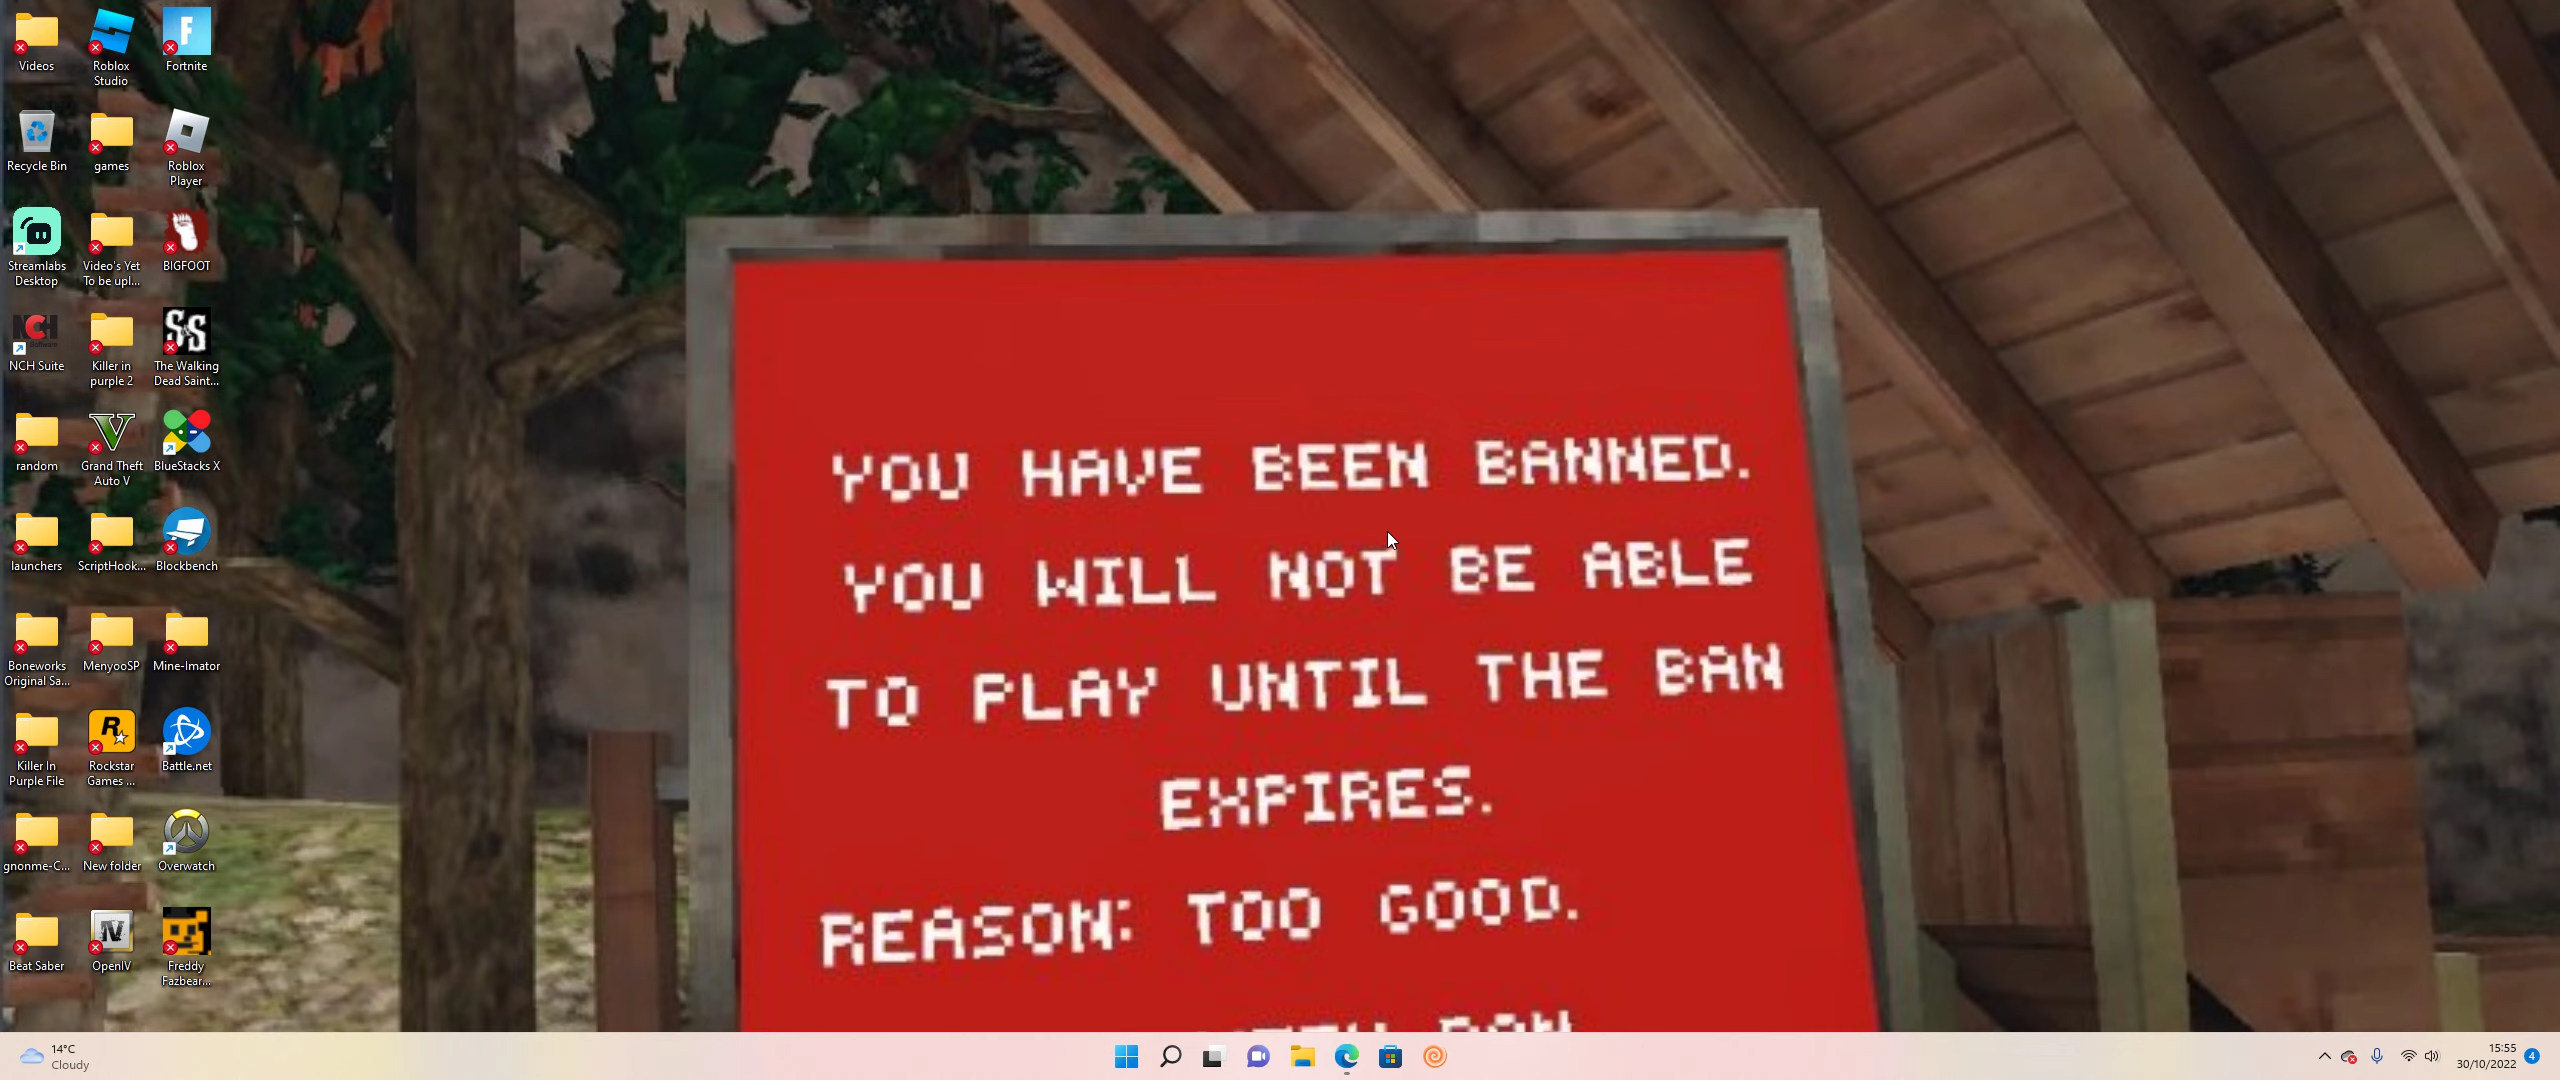 Videos
Roblox
Studio
Fortnite
Recycle Bin
games
Roblox
Player
Streamlabs
Desktop
Video's Yet
To be upl...
BIGFOOT
NCH
NCH Suite
Killer in
purple 2
S&S
The Walking
Dead Saint...
random
Grand Theft
Auto V
BlueStacks X
launchers
ScriptHook...
Blockbench
Boneworks
Original Sa...
MenyooSP
Mine-Imator
Killer In
Purple File
Rockstar
Games ...
Battle.net
gnonme-C...
New folder
Overwatch
Beat Saber
OpenIV
Freddy
Fazbear...
YOU HAVE BEEN BANNED.
YOU WILL NOT BE ABLE
TO PLAY UNTIL THE BAN
EXPIRES.
REASON: TOO GOOD.
BAN
14°C
Cloudy
15:55
30/10/2022
4